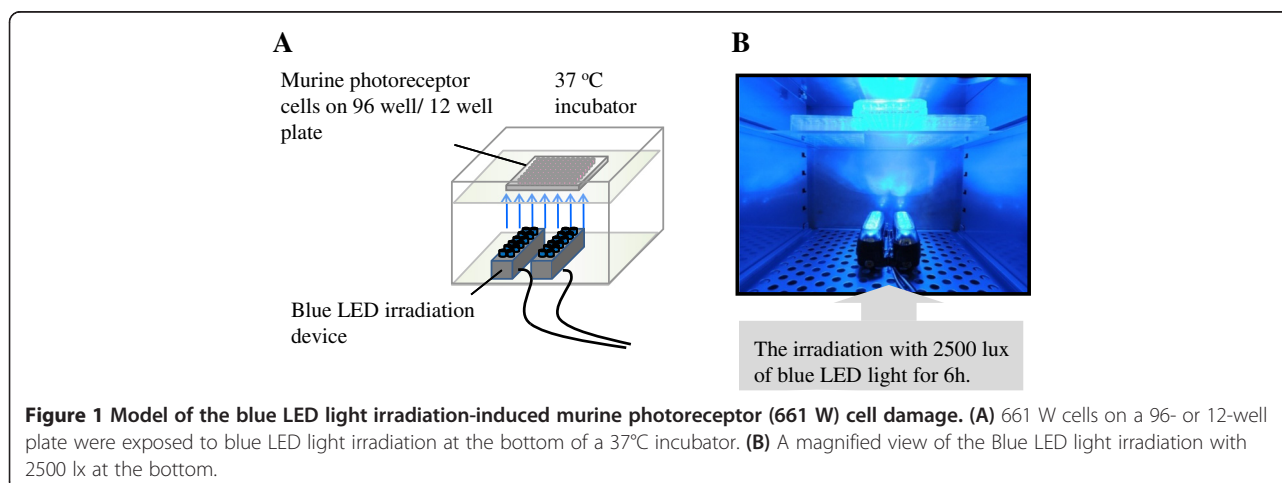 A
B
Murine photoreceptor
cells on 96 well/ 12 well
plate
37 °C
incubator
Blue LED irradiation
device
The irradiation with 2500 lux
of blue LED light for 6h.
Figure 1 Model of the blue LED light irradiation-induced murine photoreceptor (661 W) cell damage. (A) 661 W cells on a 96- or 12-well
plate were exposed to blue LED light irradiation at the bottom of a 37°C incubator. (B) A magnified view of the Blue LED light irradiation with
2500 lx at the bottom.